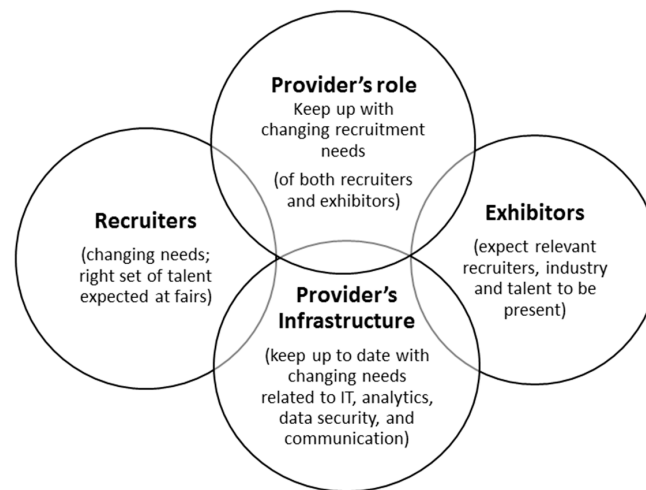 Provider’s role
Keep up with
changing recruitment
needs
(of both recruiters
and exhibitors)
Recruiters
(changing needs;
right set of talent
expected at fairs)
Exhibitors
(expect relevant
recruiters, industry
and talent to be
present)
Provider’s
Infrastructure
(keep up to date with
changing needs
related to IT, analytics,
data security, and
communication)